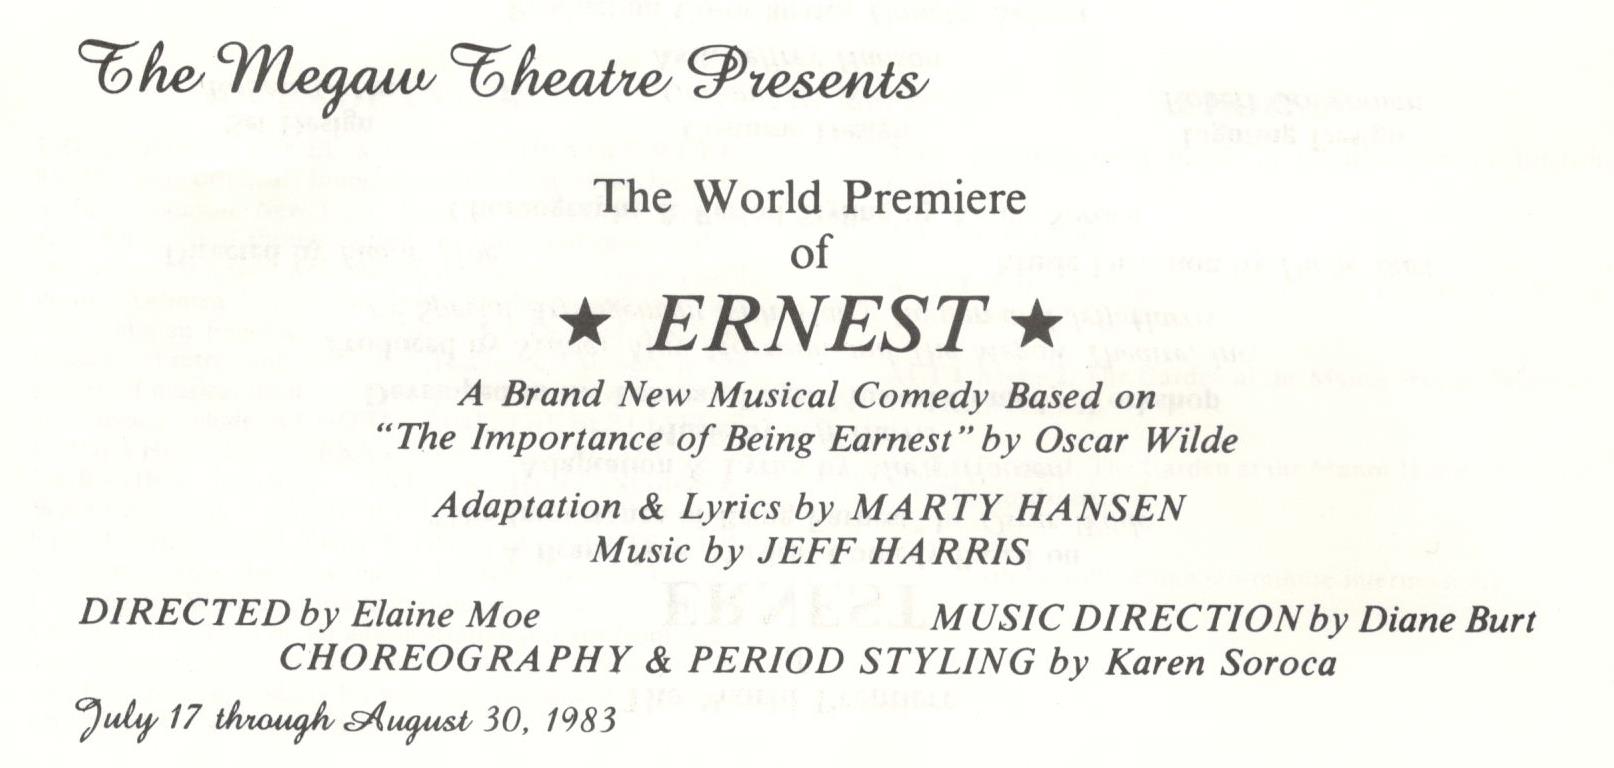 The Megaw Theatre Presents
The World Premiere
of
★ ERNEST ★
A Brand New Musical Comedy Based on
“The Importance of Being Earnest” by Oscar Wilde
Adaptation & Lyrics by MARTY HANSEN
Music by JEFF HARRIS
DIRECTED by Elaine Moe MUSIC DIRECTION by Diane Burt
CHOREOGRAPHY & PERIOD STYLING by Karen Soroca
July 17 through August 30, 1983